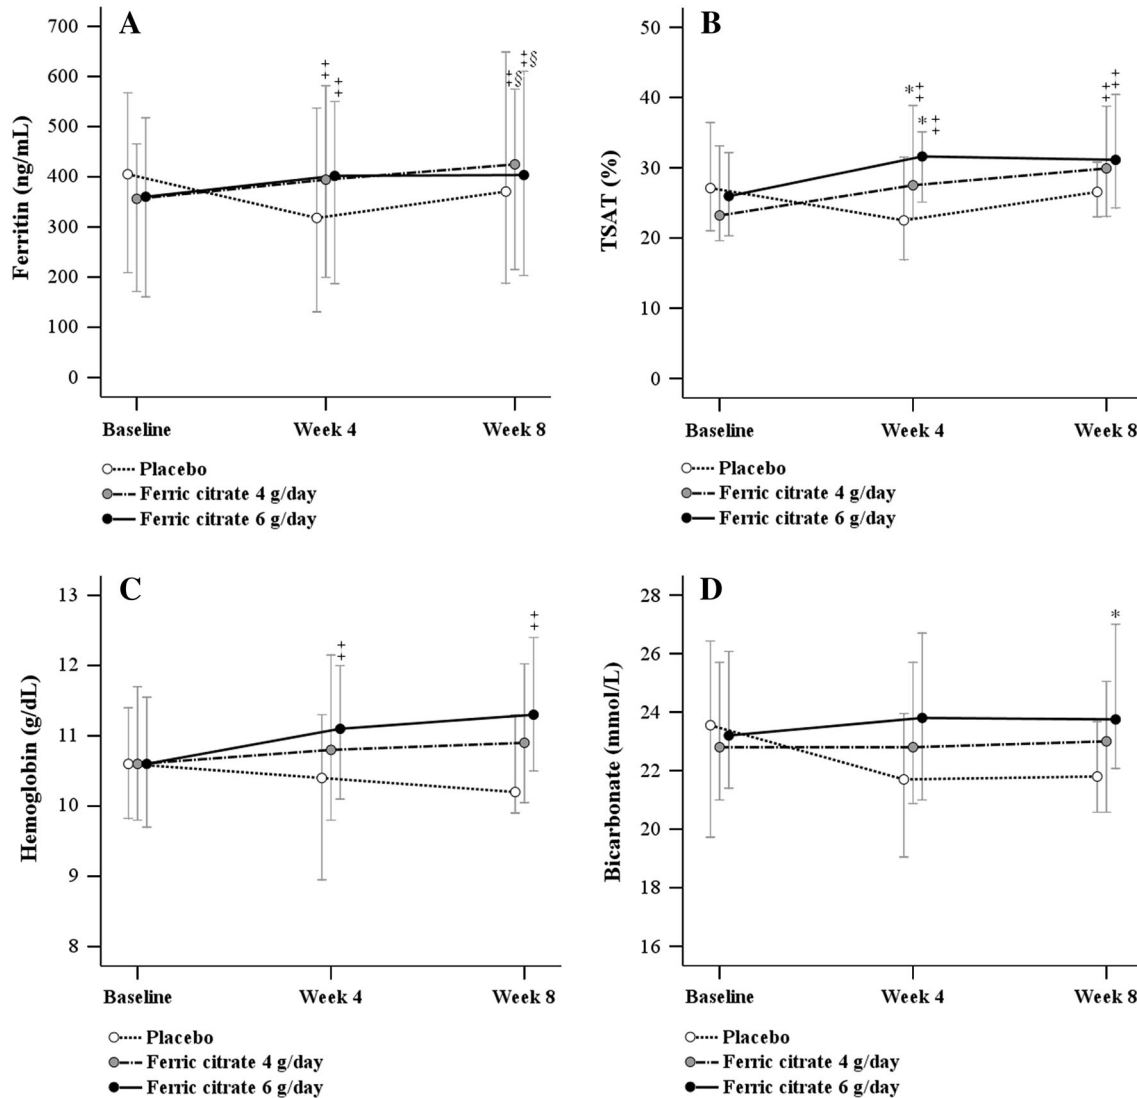 A
Ferritin (ng/mL)
700
600
500
400
300
200
100
0
‡
‡
‡§
‡§
Baseline
Week 4
Week 8
Placebo
Ferric citrate 4 g/day
Ferric citrate 6 g/day
B
TSAT (%)
50
40
30
20
10
0
*‡
*‡
‡
‡
Baseline
Week 4
Week 8
Placebo
Ferric citrate 4 g/day
Ferric citrate 6 g/day
C
Hemoglobin (g/dL)
13
12
11
10
9
8
‡
‡
Baseline
Week 4
Week 8
Placebo
Ferric citrate 4 g/day
Ferric citrate 6 g/day
D
Bicarbonate (mmol/L)
28
26
24
22
20
18
16
*
Baseline
Week 4
Week 8
Placebo
Ferric citrate 4 g/day
Ferric citrate 6 g/day